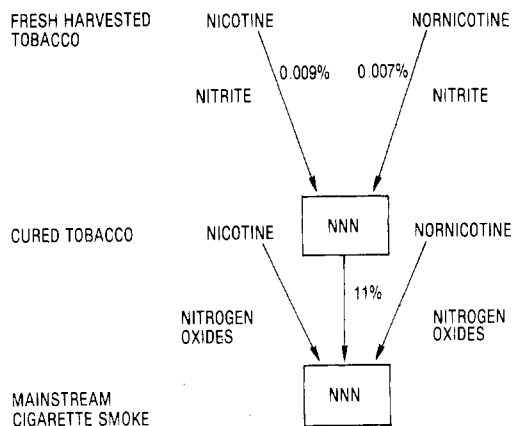 FRESH HARVESTED
TOBACCO
NICOTINE
NORNICOTINE
0.009%
0.007%
NITRITE
NITRITE
NNN
CURED TOBACCO
NICOTINE
NORNICOTINE
11%
NITROGEN
OXIDES
NITROGEN
OXIDES
NNN
MAINSTREAM
CIGARETTE SMOKE